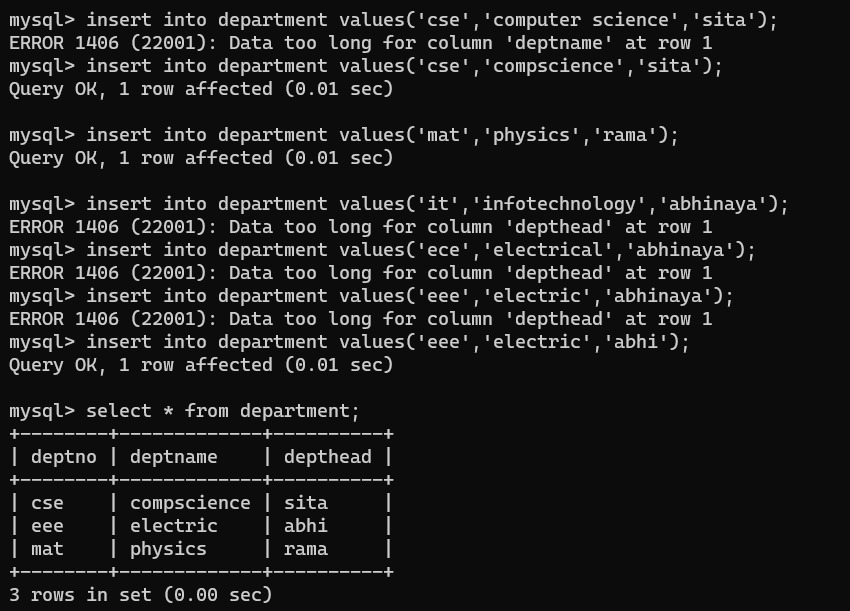 mysql> insert into department values('cse','computer science','sita');
ERROR 1406 (22001): Data too long for column 'deptname' at row 1
mysql> insert into department values('cse','compscience','sita');
Query OK, 1 row affected (0.01 sec)

mysql> insert into department values('mat','physics','rama');
Query OK, 1 row affected (0.01 sec)

mysql> insert into department values('it','infotechnology','abhinaya');
ERROR 1406 (22001): Data too long for column 'depthead' at row 1
mysql> insert into department values('ece','electrical','abhinaya');
ERROR 1406 (22001): Data too long for column 'depthead' at row 1
mysql> insert into department values('eee','electric','abhinaya');
ERROR 1406 (22001): Data too long for column 'depthead' at row 1
mysql> insert into department values('eee','electric','abhi');
Query OK, 1 row affected (0.01 sec)

mysql> select * from department;
+--------+-------------+----------+
| deptno | deptname    | depthead |
+--------+-------------+----------+
| cse    | compscience | sita     |
| eee    | electric    | abhi     |
| mat    | physics     | rama     |
+--------+-------------+----------+
3 rows in set (0.00 sec)